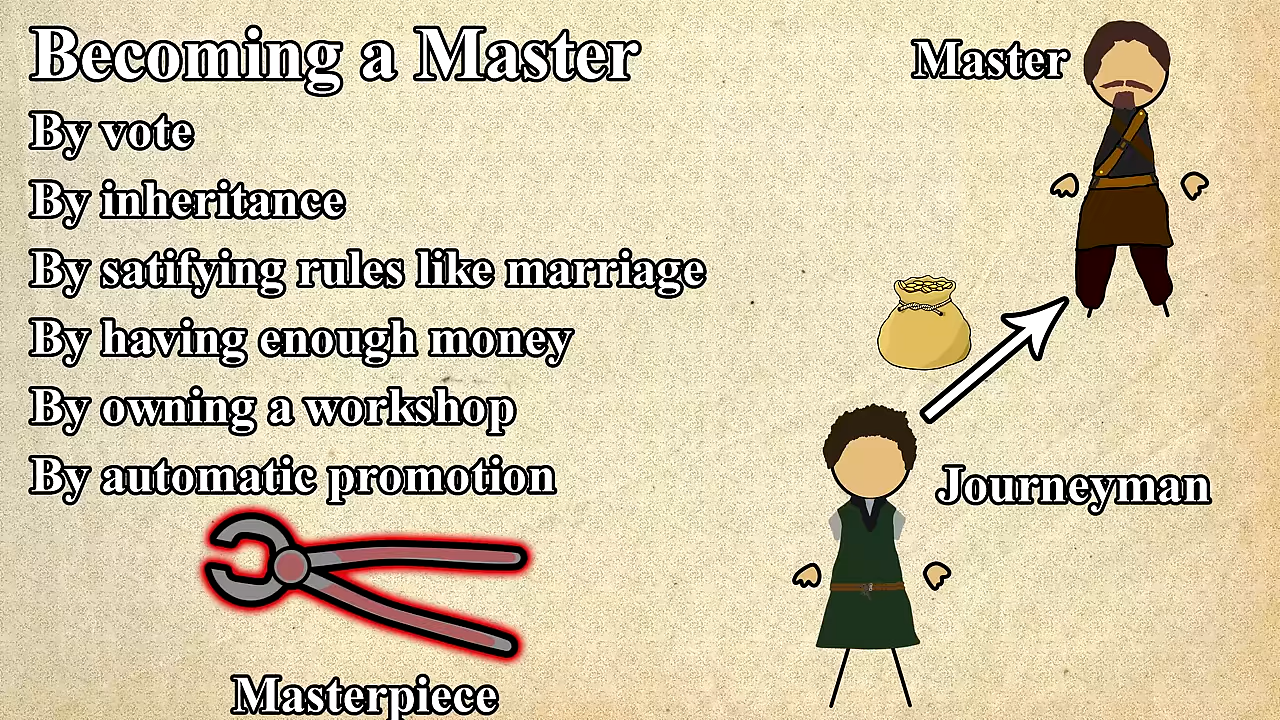 Becoming a Master
By vote
By inheritance
By satifying rules like marriage
By having enough money
By owning a workshop
By automatic promotion
Masterpiece
Master
Journeyman